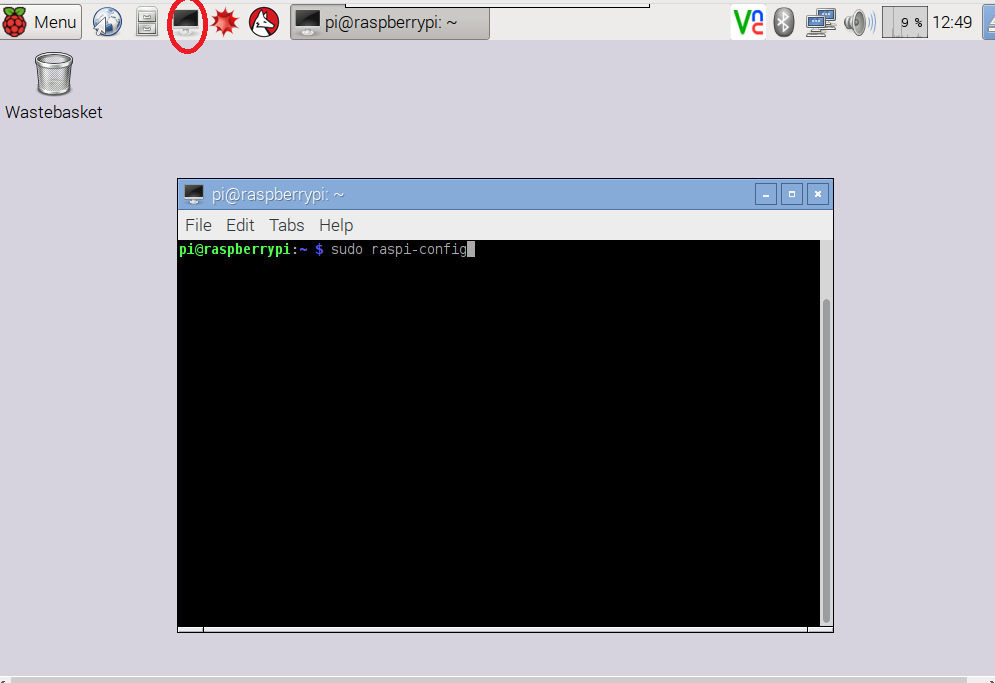 Menu
pi@raspberrypi: ~
9 %
12:49
Wastebasket
pi@raspberrypi: ~
File Edit Tabs Help
pi@raspberrypi:~ $ sudo raspi-config